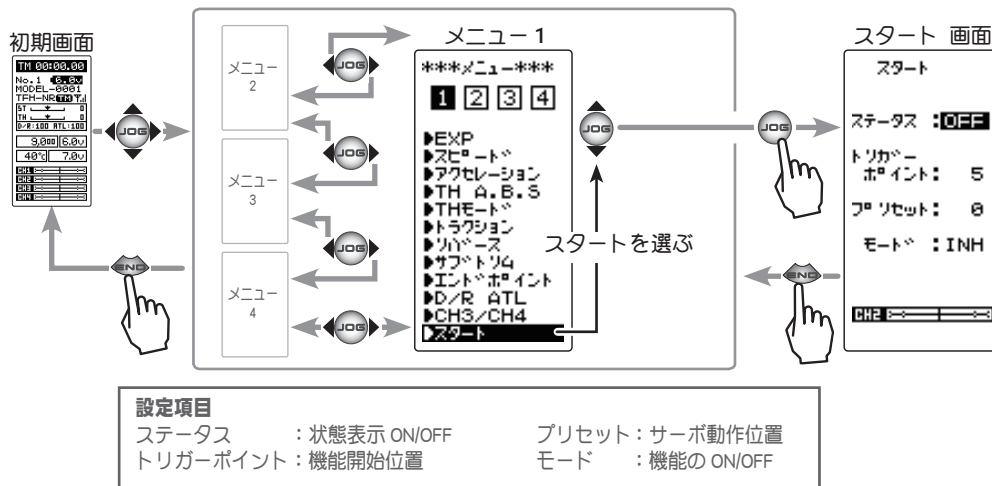 初期画面
TM 00:00.00
No.1 6.0V
MODEL-0001
TFH-NR TM
ST 0
TH 0
D/R:100 ATL:100
9,000 6.0V
40℃ 7.0V
CH1
CH2
CH3
CH4
JOG
END
メニュー
2
メニュー
3
メニュー
4
JOG
JOG
JOG
JOG
メニュー 1
***メニュー***
1 2 3 4
▶EXP
▶スピード
▶アクセレーション
▶TH A.B.S
▶THモード
▶トラクション
▶リバース
▶サブトリム
▶エンドポイント
▶D/R ATL
▶CH3/CH4
▶スタート
JOG
スタートを選ぶ
JOG
END
スタート 画面
スタート
ステータス :OFF
トリガー
ポイント: 5
プリセット: 0
モード :INH
CH2
設定項目
ステータス :状態表示 ON/OFF プリセット:サーボ動作位置
トリガーポイント:機能開始位置 モード :機能の ON/OFF